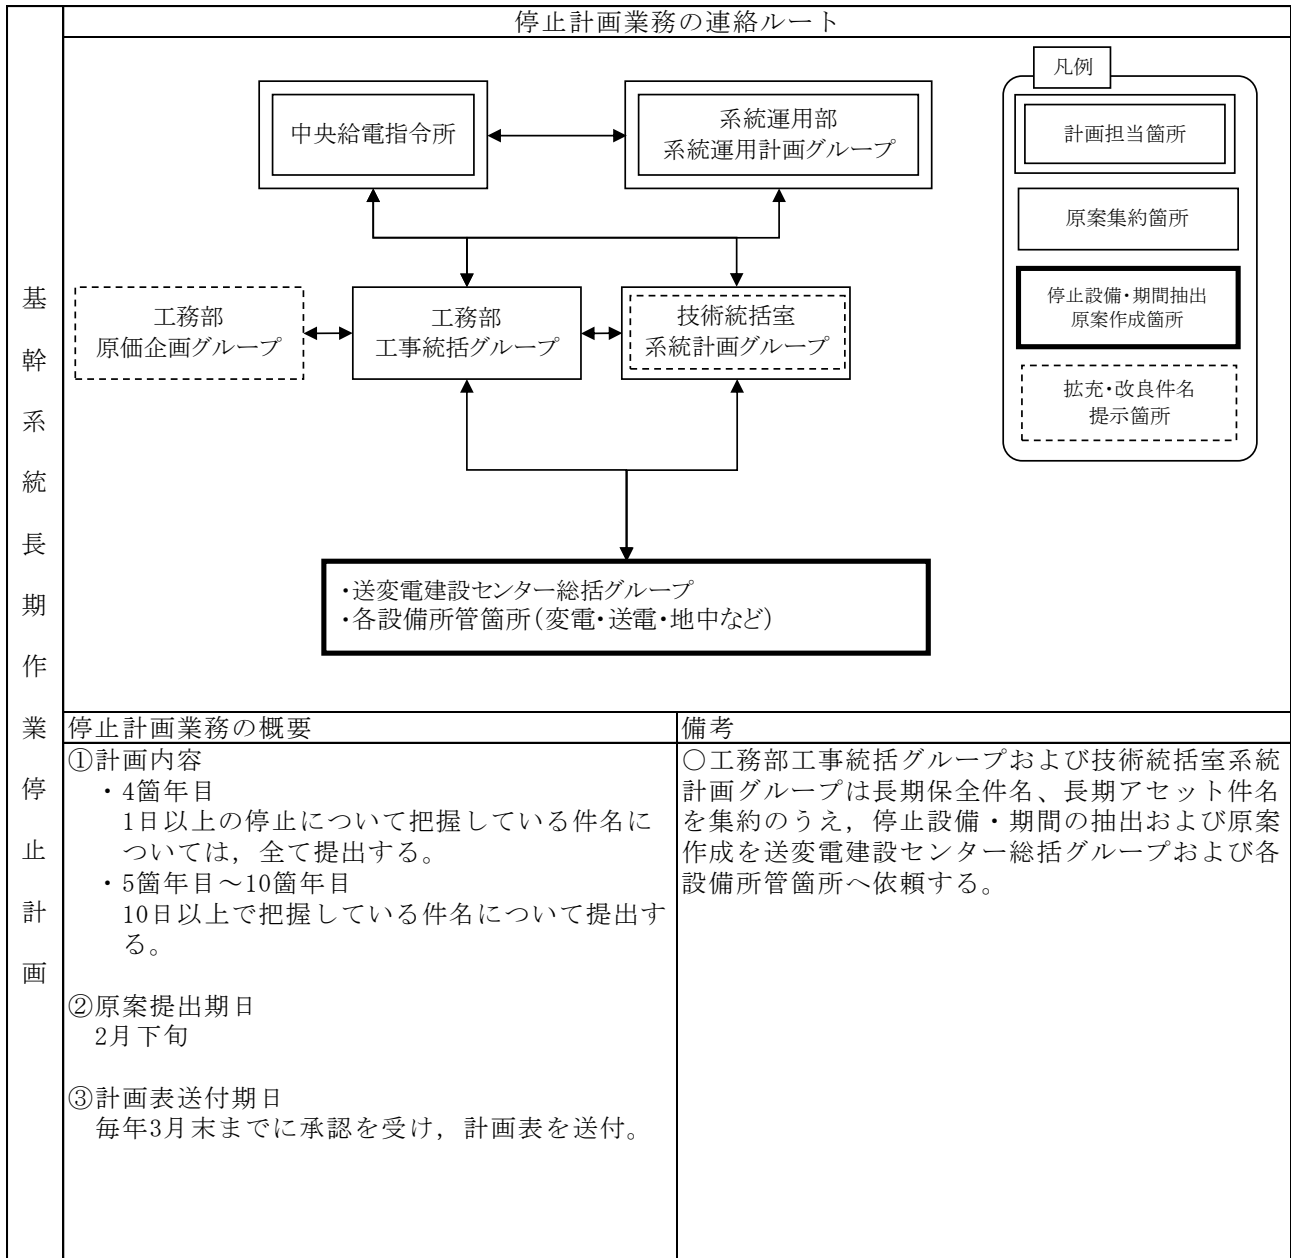 停止計画業務の連絡ルート
凡例
中央給電指令所
系統運用部
系統運用計画グループ
計画担当箇所
原案集約箇所
工務部
原価企画グループ
工務部
工事統括グループ
技術統括室
系統計画グループ
停止設備・期間抽出
原案作成箇所
拡充・改良件名
提示箇所
・送変電建設センター総括グループ
・各設備所管箇所(変電・送電・地中など)
基幹系統長期作業停止計画
停止計画業務の概要
①計画内容
・4箇年目
1日以上の停止について把握している件名に
ついては，全て提出する。
・5箇年目～10箇年目
10日以上で把握している件名について提出す
る。
②原案提出期日
2月下旬
③計画表送付期日
毎年3月末までに承認を受け，計画表を送付。
備考
○工務部工事統括グループおよび技術統括室系統
計画グループは長期保全件名、長期アセット件名
を集約のうえ，停止設備・期間の抽出および原案
作成を送変電建設センター総括グループおよび各
設備所管箇所へ依頼する。